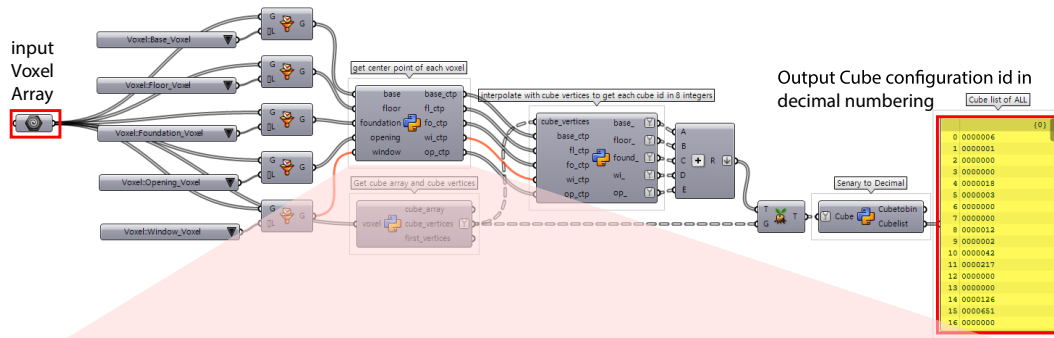 input
Voxel
Array
Voxel:Base_Voxel
G
▯L
G
Voxel:Floor_Voxel
G
▯L
G
Voxel:Foundation_Voxel
G
▯L
G
Voxel:Opening_Voxel
G
▯L
G
Voxel:Window_Voxel
G
▯L
G
get center point of each voxel
base base_ctp
floor fl_ctp
foundation fo_ctp
opening wi_ctp
window op_ctp
Get cube array and cube vertices
cube_array
voxel cube_vertices Y
first_vertices
interpolate with cube vertices to get each cube id in 8 integers
cube_vertices base_ Y
base_ctp floor_ Y
fl_ctp
fo_ctp found_ Y
wi_ctp wi_ Y
op_ctp op_ Y
A
B
C + R
D
E
T T
G
Senary to Decimal
Y Cube Cubetobin
Cubelist
Output Cube configuration id in
decimal numbering
Cube list of ALL
{0}
0 0000006
1 0000001
2 0000000
3 0000000
4 0000018
5 0000003
6 0000000
7 0000000
8 0000012
9 0000002
10 0000042
11 0000217
12 0000000
13 0000000
14 0000126
15 0000651
16 0000000